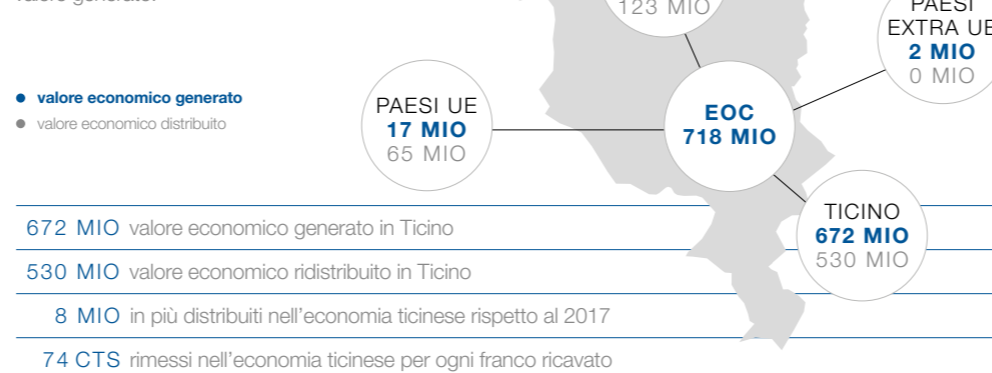 valore generato.
123 MIO
PAESI
EXTRA UE
2 MIO
0 MIO
valore economico generato
valore economico distribuito
PAESI UE
17 MIO
65 MIO
EOC
718 MIO
TICINO
672 MIO
530 MIO
672 MIO valore economico generato in Ticino
530 MIO valore economico ridistribuito in Ticino
8 MIO in più distribuiti nell'economia ticinese rispetto al 2017
74 CTS rimessi nell'economia ticinese per ogni franco ricavato